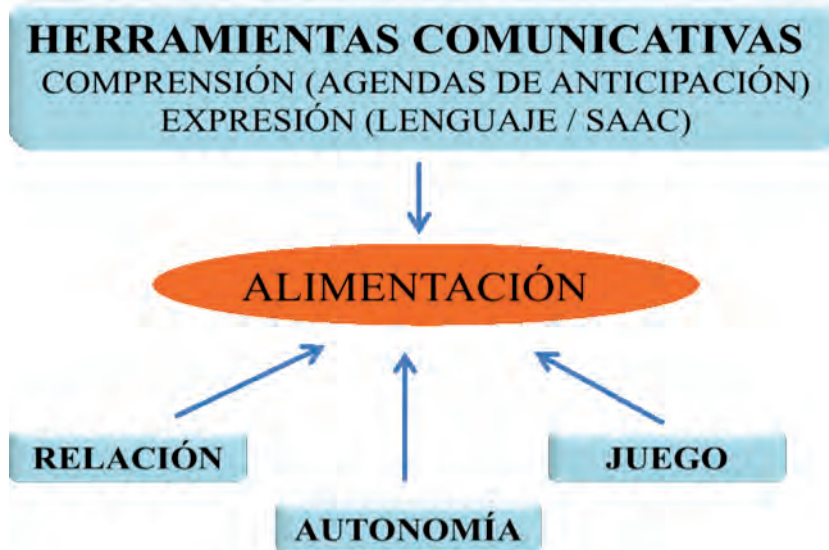 HERRAMIENTAS COMUNICATIVAS
COMPRENSIÓN (AGENDAS DE ANTICIPACIÓN)
EXPRESIÓN (LENGUAJE / SAAC)
ALIMENTACIÓN
RELACIÓN
JUEGO
AUTONOMÍA